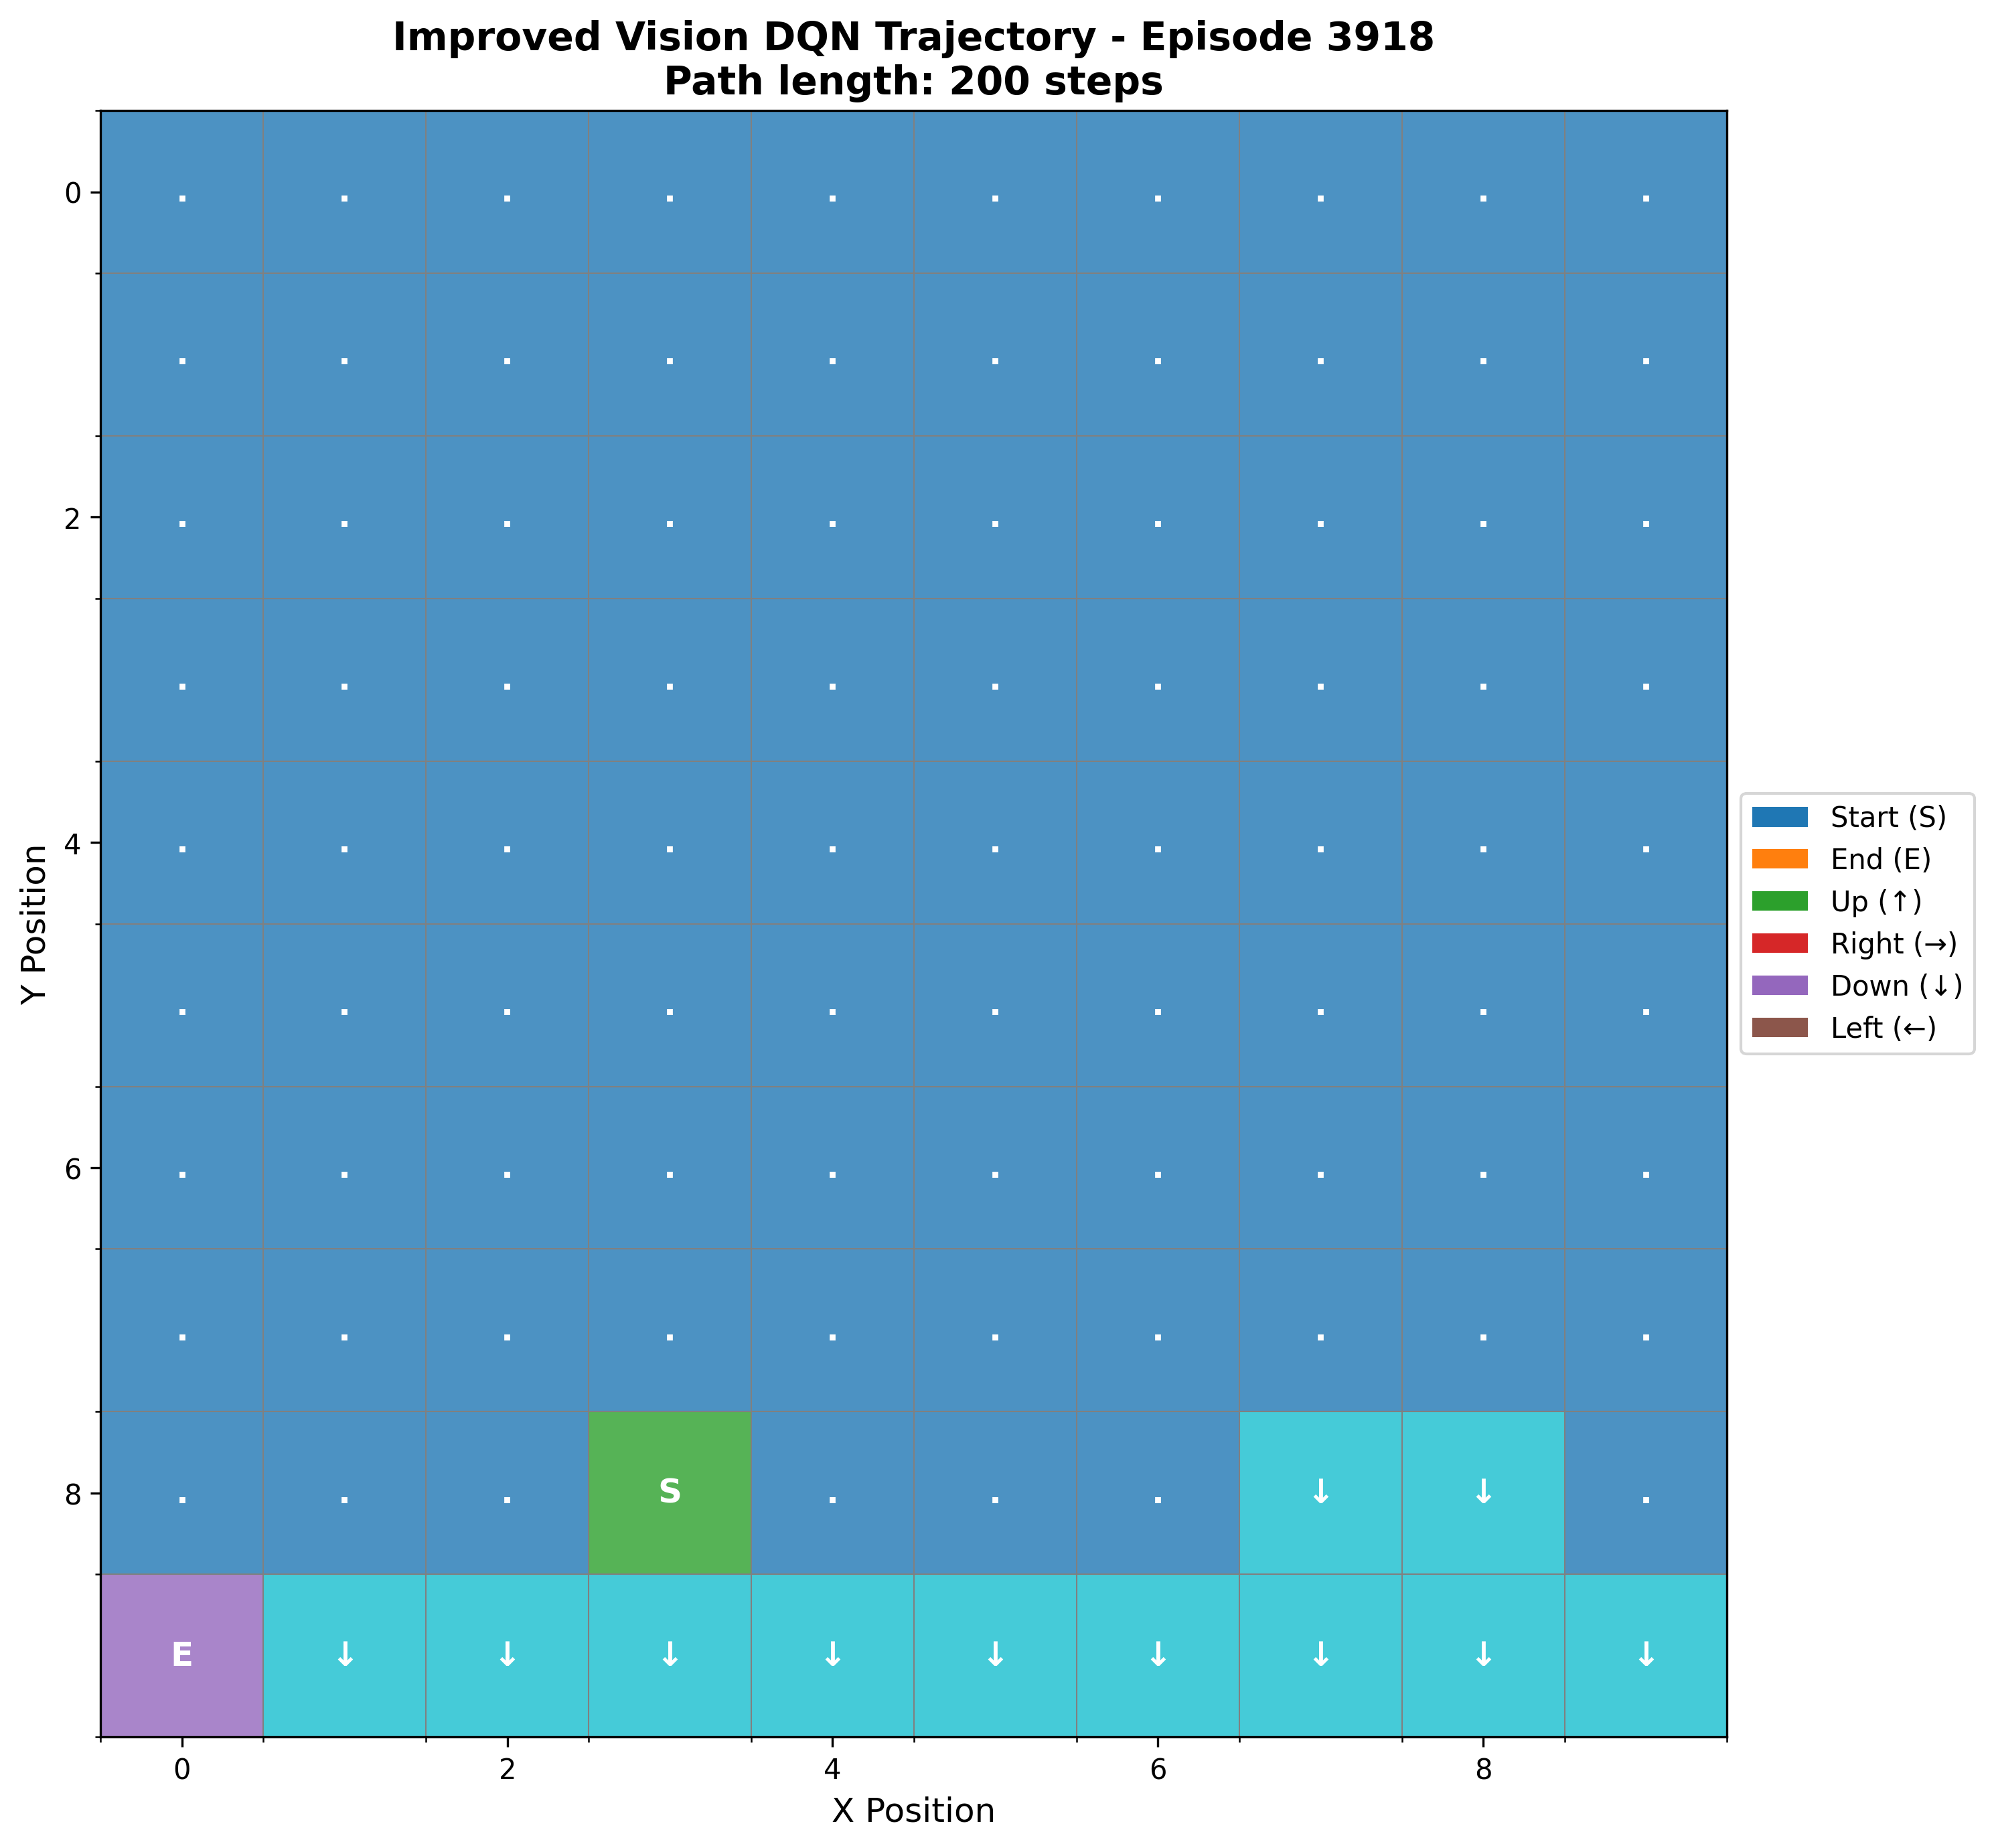 Improved Vision DQN Trajectory - Episode 3918
Path length: 200 steps
0 . . . . . . . . . .
. . . . . . . . . .
2 . . . . . . . . . .
. . . . . . . . . .
4 . . . . . . . . . .
. . . . . . . . . .
6 . . . . . . . . . .
. . . . . . . . . .
8 . . . S . . . ↓ ↓ .
E ↓ ↓ ↓ ↓ ↓ ↓ ↓ ↓ ↓
0 2 4 6 8
X Position
Y Position
Start (S)
End (E)
Up (↑)
Right (→)
Down (↓)
Left (←)